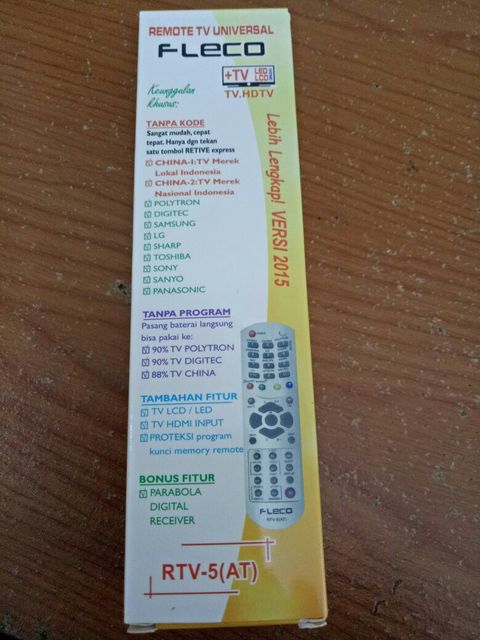 REMOTE TV UNIVERSAL
FLECO
+TV LED LCD
TV.HDTV
Keunggulan
khusus:
Lebih Lengkap! VERSI 2015
TANPA KODE
Sangat mudah, cepat
tepat. Hanya dgn tekan
satu tombol RETIVE express
CHINA-1:TV Merek
Lokal Indonesia
CHINA-2:TV Merek
Nasional Indonesia
POLYTRON
DIGITEC
SAMSUNG
LG
SHARP
TOSHIBA
SONY
SANYO
PANASONIC
TANPA PROGRAM
Pasang baterai langsung
bisa pakai ke:
90% TV POLYTRON
90% TV DIGITEC
88% TV CHINA
TAMBAHAN FITUR
TV LCD / LED
TV HDMI INPUT
PROTEKSI program
kunci memory remote
BONUS FITUR
PARABOLA
DIGITAL
RECEIVER
FLECO
RTV-5(AT)
RTV-5(AT)